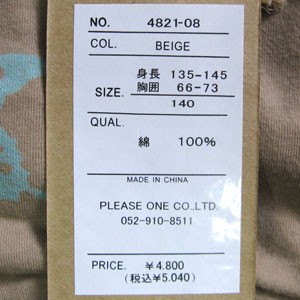 NO. 4821-08
COL. BEIGE
身長 135-145
SIZE. 胸囲 66-73
140
QUAL.
綿 100%
MADE IN CHINA
PLEASE ONE CO.,LTD.
052-910-8511
PRICE. ¥4.800
(税込¥5.040)